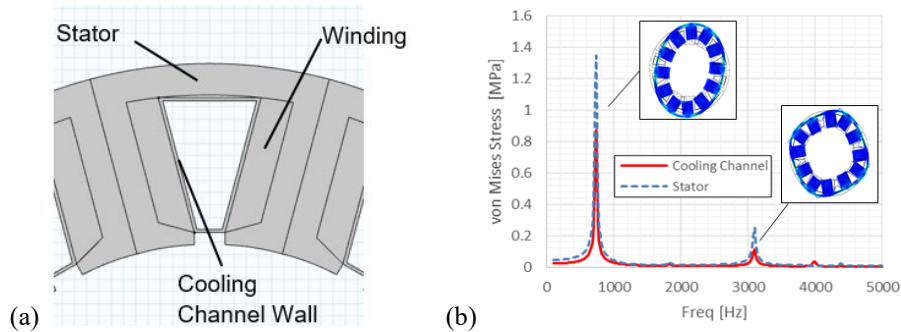 Stator
Winding
Cooling
Channel Wall
(a)
von Mises Stress [MPa]
1.6
1.4
1.2
1
0.8
0.6
0.4
0.2
0
Cooling Channel
Stator
0 1000 2000 3000 4000 5000
Freq [Hz]
(b)